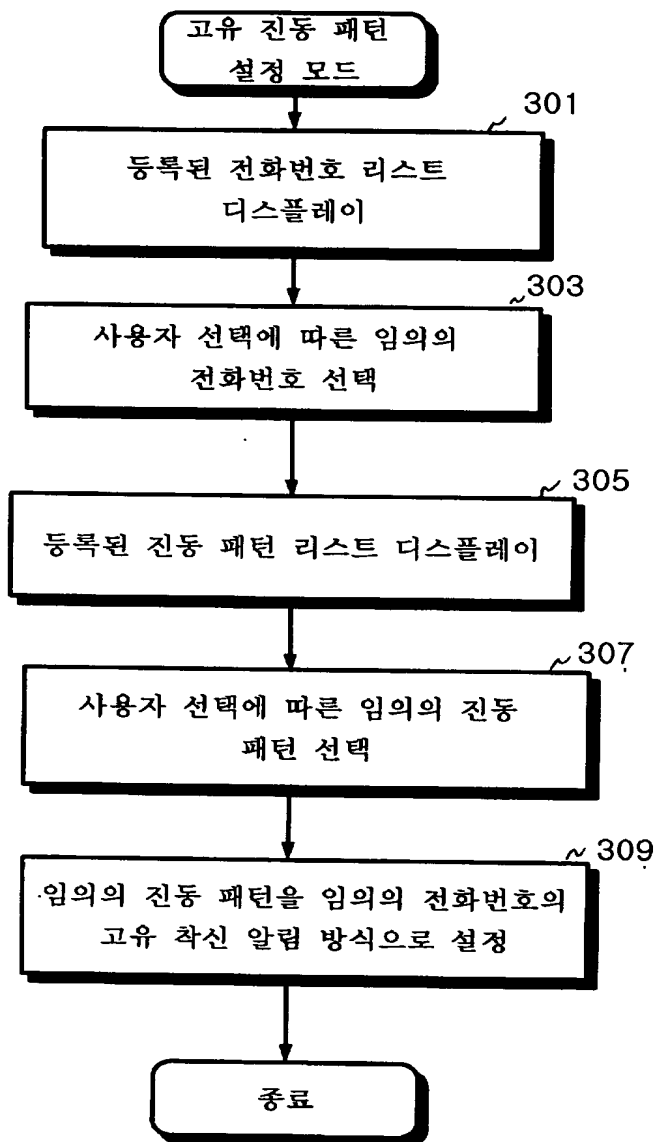 고유 진동 패턴
설정 모드
301
등록된 전화번호 리스트
디스플레이
303
사용자 선택에 따른 임의의
전화번호 선택
305
등록된 진동 패턴 리스트 디스플레이
307
사용자 선택에 따른 임의의 진동
패턴 선택
309
임의의 진동 패턴을 임의의 전화번호의
고유 착신 알림 방식으로 설정
종료